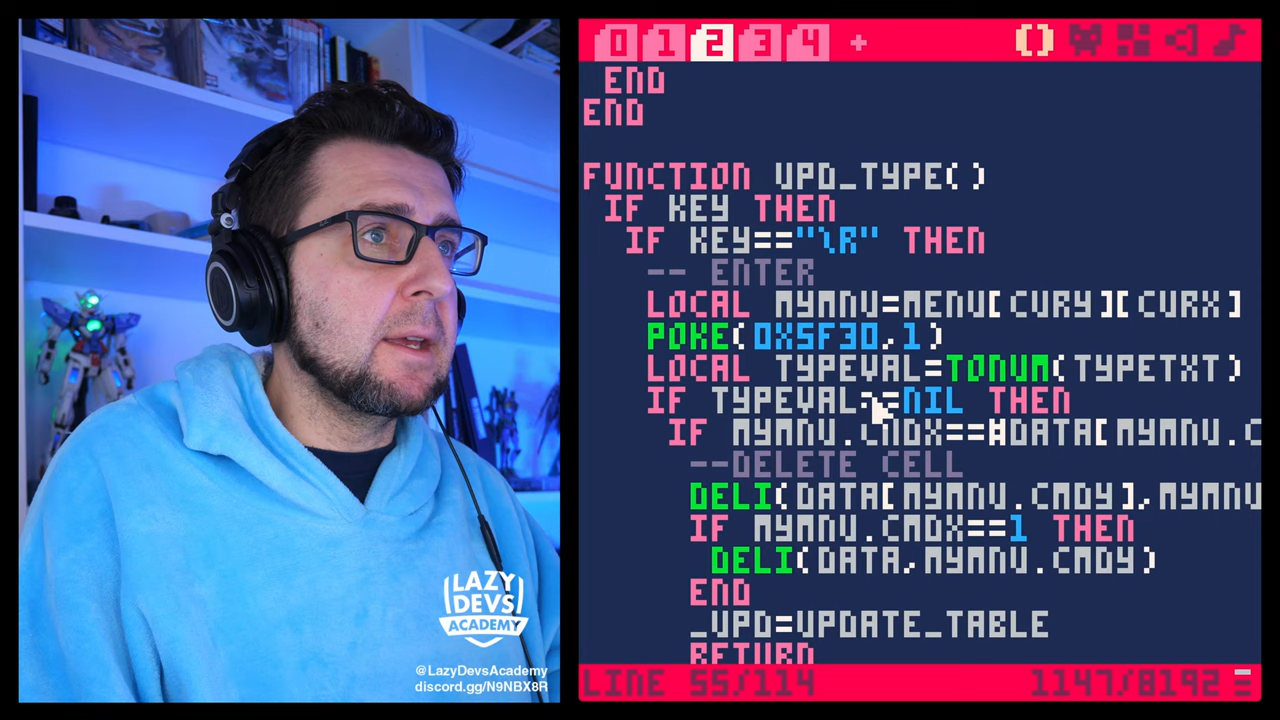 0 1 2 3 4 +
END
END
FUNCTION UPD_TYPE()
IF KEY THEN
IF KEY=="\R" THEN
-- ENTER
LOCAL MYMNU=MENU[CURY][CURX]
POKE(0X5F30,1)
LOCAL TYPEVAL=TONUM(TYPETXT)
IF TYPEVAL==NIL THEN
IF MYMNU.CMDX==#DATA[MYMNU.C
--DELETE CELL
DELI(DATA[MYMNU.CMDY],MYMNU
IF MYMNU.CMDX==1 THEN
DELI(DATA,MYMNU.CMDY)
END
_UPD=UPDATE_TABLE
RETURN
LINE 55/114
1147/8192
LAZY
DEVS
ACADEMY
@LazyDevsAcademy
discord.gg/N9NBX8R